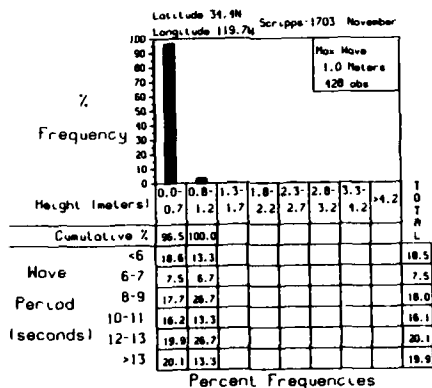 Latitude 34.4N
Longitude 119.7W
Scripps-1703 November
Max Wave
1.0 Meters
428 obs
% Frequency
100
90
80
70
60
50
40
30
20
10
0
Height (meters) 0.0-0.7 0.8-1.2 1.3-1.7 1.8-2.2 2.3-2.7 2.8-3.2 3.3-4.2 >4.2 TOTAL
Cumulative % 96.5 100.0
Wave Period (seconds)
<6 18.6 13.3 18.5
6-7 7.5 6.7 7.5
8-9 17.7 26.7 18.0
10-11 16.2 13.3 16.1
12-13 19.9 26.7 20.1
>13 20.1 13.3 19.9
Percent Frequencies